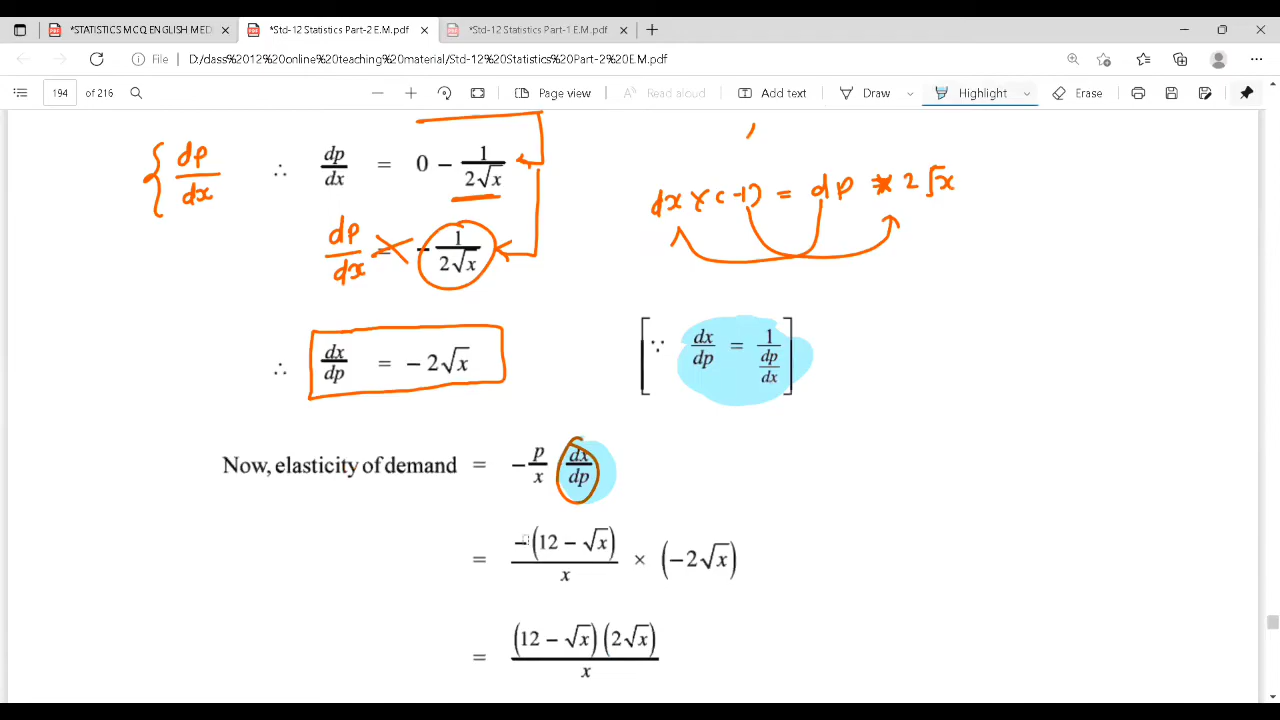 *STATISTICS MCQ ENGLISH MED *Std-12 Statistics Part-2 E.M.pdf *Std-12 Statistics Part-1 E.M.pdf
File D:/dass%2012%20online%20teaching%20material/Std-12%20Statistics%20Part-2%20EM.pdf
194 of 216 Page view Read aloud Add text Draw Highlight Erase
{ dp/dx ∴ dp/dx = 0 − 1/2√x
dx × (-1) = dp * 2√x
dp/dx = − 1/2√x
∴ dx/dp = − 2√x [∵ dx/dp = 1/(dp/dx)]
Now, elasticity of demand = − p/x dx/dp
= −(12 − √x)/x × (−2√x)
= (12 − √x)(2√x)/x